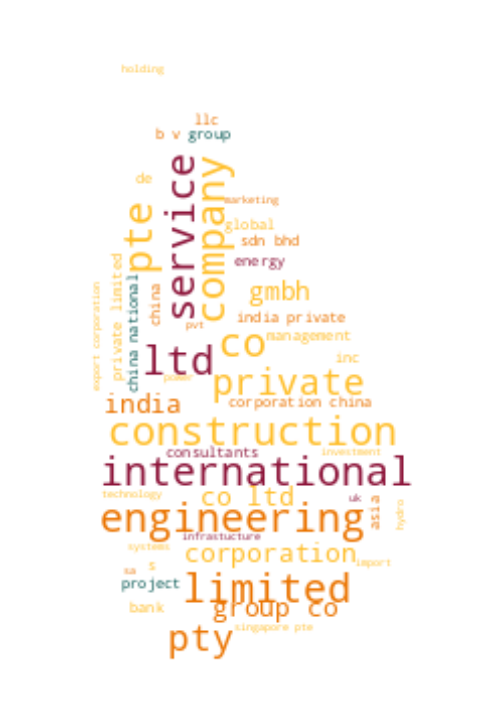 holding
llc
b v group
service
company
de
pte
marketing
global
sdn bhd
energy
private limited
china national
china
export corporation
gmbh
india private
pvt
co
management
ltd
inc
power
private
india
corporation china
construction
consultants
investment
international
technology
co ltd
uk
asia
hydro
engineering
infrastucture
systems
corporation
import
s
sa
project
limited
bank
group co
singapore pte
pty